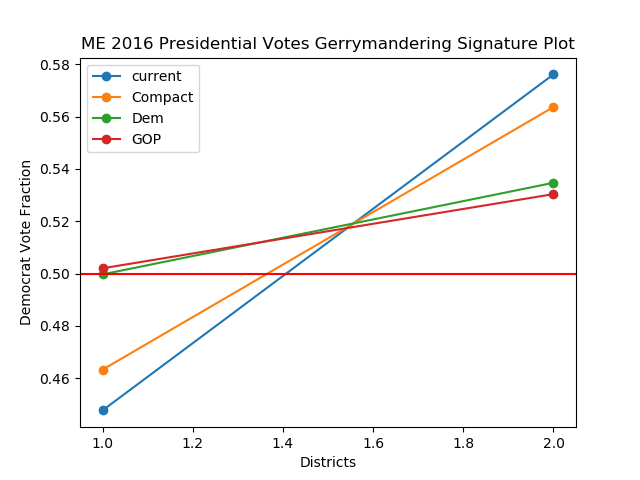 ME 2016 Presidential Votes Gerrymandering Signature Plot
current
Compact
Dem
GOP
Democrat Vote Fraction
0.58
0.56
0.54
0.52
0.50
0.48
0.46
1.0 1.2 1.4 1.6 1.8 2.0
Districts